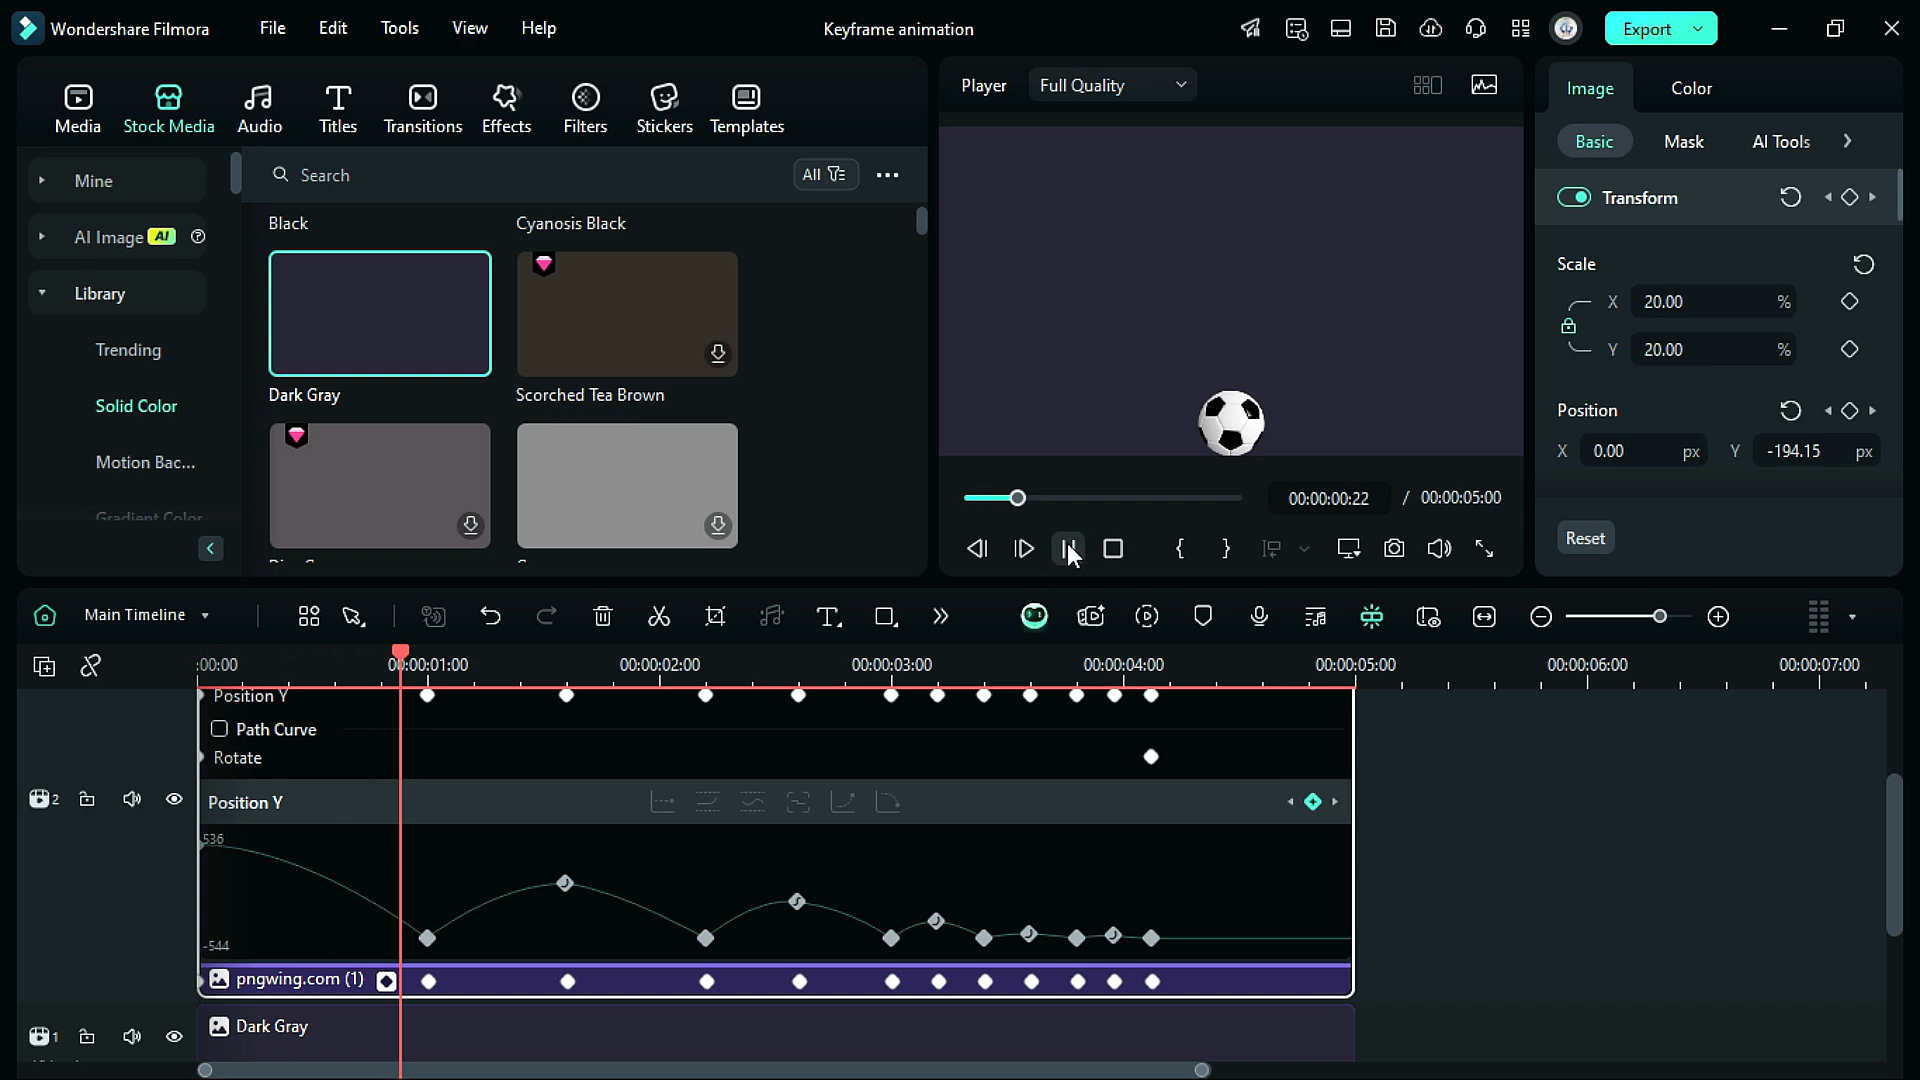 Wondershare Filmora
File
Edit
Tools
View
Help
Keyframe animation
Export
Media
Stock Media
Audio
Titles
Transitions
Effects
Filters
Stickers
Templates
Player
Full Quality
Image
Color
Basic
Mask
AI Tools
Mine
Search
All
AI Image AI
Transform
Black
Cyanosis Black
Library
Scale
X 20.00 %
Trending
Y 20.00 %
Dark Gray
Scorched Tea Brown
Solid Color
Position
X 0.00 px Y -194.15 px
Motion Bac...
00:00:00:22 / 00:00:05:00
Gradient Color
Reset
Main Timeline
:00:00
00:00:01:00
00:00:02:00
00:00:03:00
00:00:04:00
00:00:05:00
00:00:06:00
00:00:07:00
Position Y
Path Curve
Rotate
2
Position Y
536
-544
pngwing.com (1)
1
Dark Gray